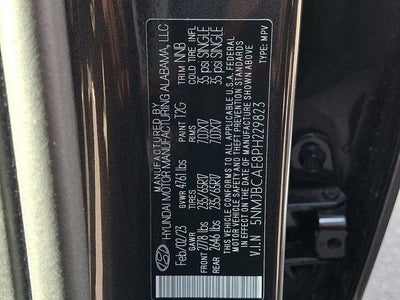 MANUFACTURED BY
HYUNDAI MOTOR MANUFACTURING ALABAMA, LLC
Feb/02/23 GVWR 4761 lbs PAINT T2G TRIM NNB
GAWR COLD TIRE INFL
FRONT 2778 lbs 235/65R17 7.0JX17 35 psi SINGLE
REAR 2646 lbs 235/65R17 7.0JX17 35 psi SINGLE
THIS VEHICLE CONFORMS TO ALL APPLICABLE U.S.A. FEDERAL
MOTOR VEHICLE SAFETY, BUMPER, AND THEFT PREVENTION STANDARDS
IN EFFECT ON THE DATE OF MANUFACTURE SHOWN ABOVE.
V.I.N 5NMJBCAE8PH229823 TYPE: MPV